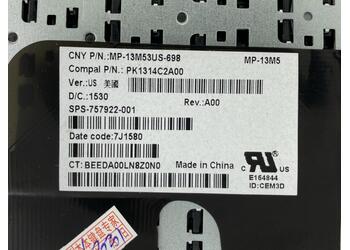 CNY P/N.: MP-13M53US-698 MP-13M5
Compal P/N.: PK1314C2A00
Ver.:US 美國
D/C.: 1530 Rev.:A00
SPS-757922-001
Date code:7J1580
CT: BEEDA00LN8Z0N0 Made in China
c US
E164844
ID:CEM3D